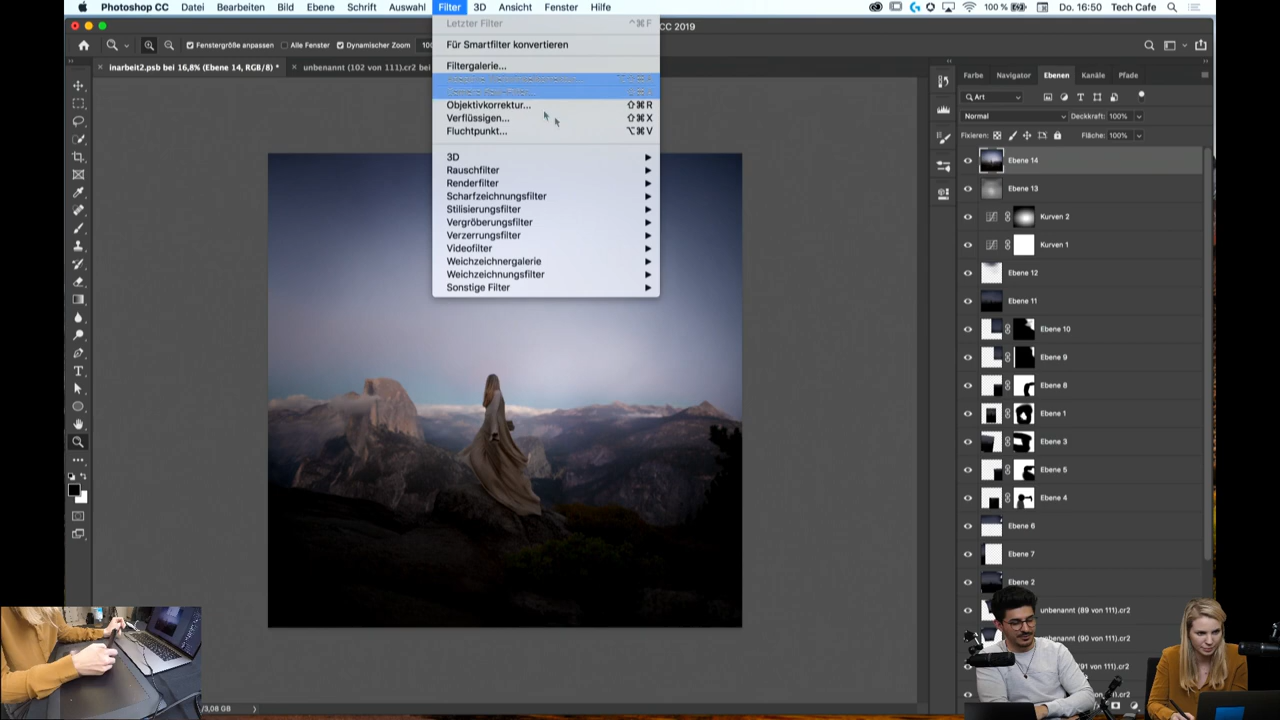 Photoshop CC Datei Bearbeiten Bild Ebene Schrift Auswahl Filter 3D Ansicht Fenster Hilfe 100 % Do. 16:50 Tech Cafe
Letzter Filter ^⌘F
CC 2019
Für Smartfilter konvertieren
Fenstergröße anpassen Alle Fenster Dynamischer Zoom 100
Filtergalerie...
inarbeit2.psb bei 16,8% (Ebene 14, RGB/8) * unbenannt (102 von 111).cr2 bei
Objektivkorrektur... ⇧⌘R
Verflüssigen... ⇧⌘X
Fluchtpunkt... ⌥⌘V
3D
Rauschfilter
Renderfilter
Scharfzeichnungsfilter
Stilisierungsfilter
Vergröberungsfilter
Verzerrungsfilter
Videofilter
Weichzeichnergalerie
Weichzeichnungsfilter
Sonstige Filter
Farbe Navigator Ebenen Kanäle Pfade
Art
Normal Deckkraft: 100%
Fixieren: Fläche: 100%
Ebene 14
Ebene 13
Kurven 2
Kurven 1
Ebene 12
Ebene 11
Ebene 10
Ebene 9
Ebene 8
Ebene 1
Ebene 3
Ebene 5
Ebene 4
Ebene 6
Ebene 7
Ebene 2
unbenannt (89 von 111).cr2
unbenannt (90 von 111).cr2
(91 von 111).cr2
).cr2
/3,08 GB